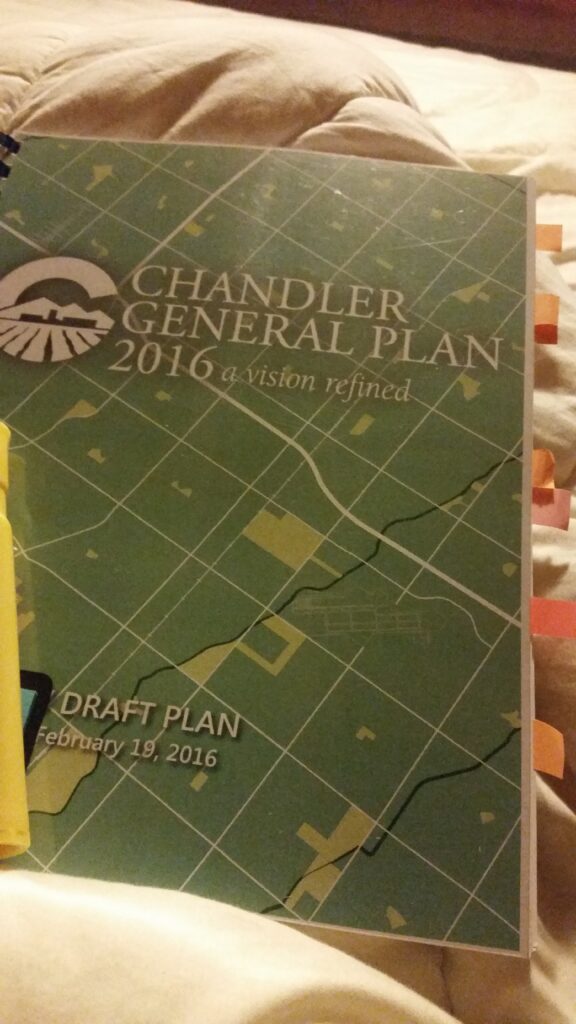 CHANDLER
GENERAL PLAN
2016 a vision refined
DRAFT PLAN
February 19, 2016